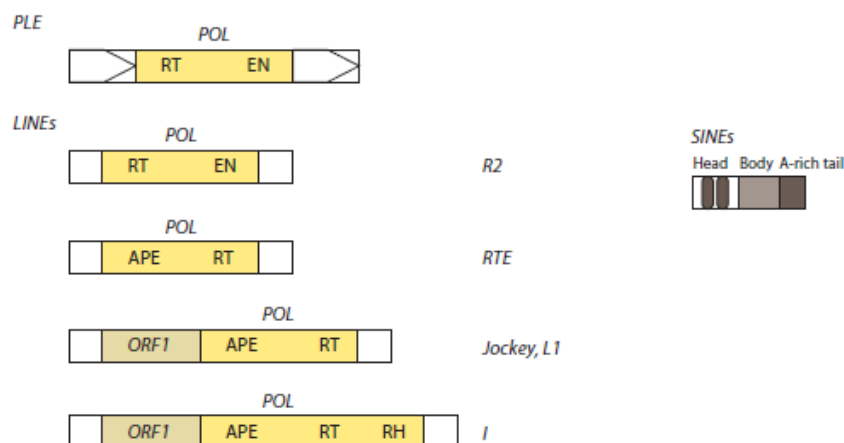 PLE
POL
RT EN
LINEs
POL
RT EN
R2
SINEs
Head Body A-rich tail
POL
APE RT
RTE
POL
ORF1 APE RT
Jockey, L1
POL
ORF1 APE RT RH
I